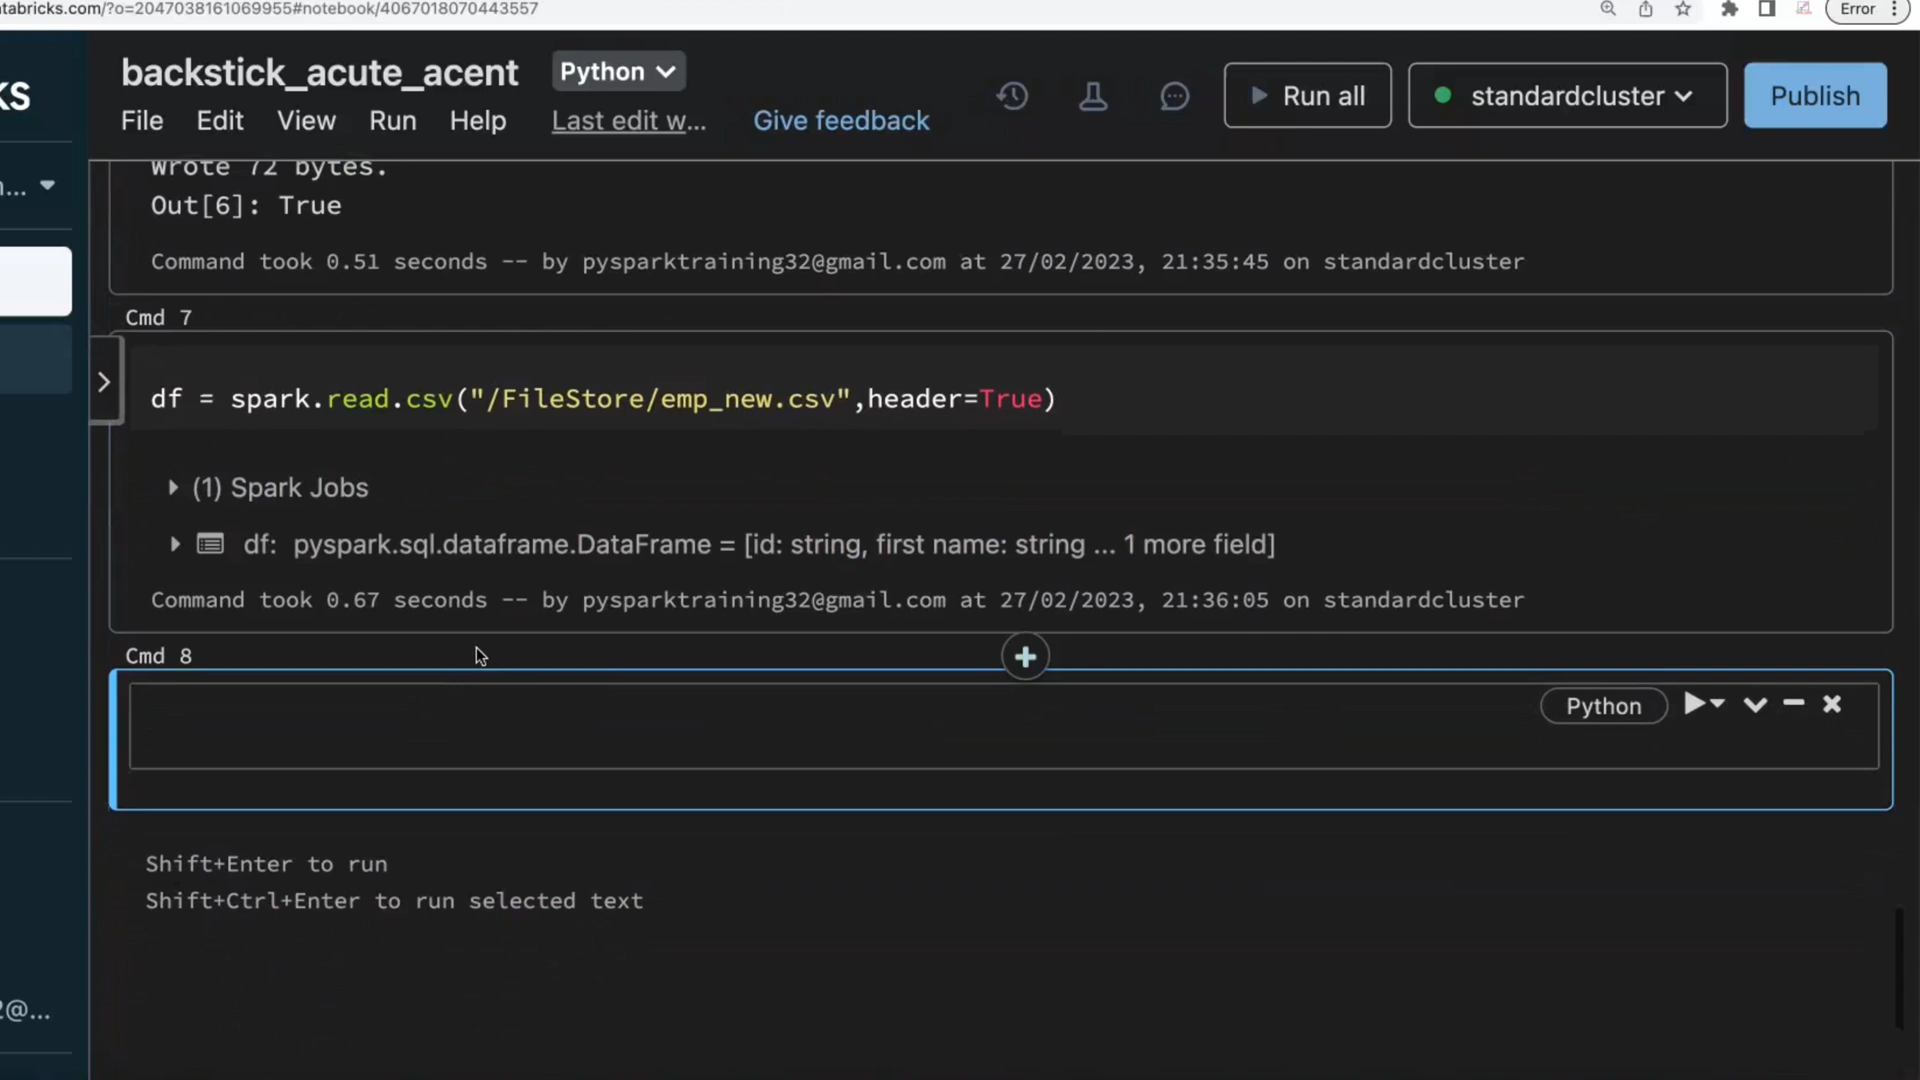 tabricks.com/?o=2047038161069955#notebook/4067018070443557
Error
ks
backstick_acute_acent
Python
File Edit View Run Help Last edit w... Give feedback
Run all
standardcluster
Publish
Wrote 72 bytes.
Out[6]: True
Command took 0.51 seconds -- by pysparktraining32@gmail.com at 27/02/2023, 21:35:45 on standardcluster
Cmd 7
df = spark.read.csv("/FileStore/emp_new.csv",header=True)
(1) Spark Jobs
df: pyspark.sql.dataframe.DataFrame = [id: string, first name: string ... 1 more field]
Command took 0.67 seconds -- by pysparktraining32@gmail.com at 27/02/2023, 21:36:05 on standardcluster
Cmd 8
Python
Shift+Enter to run
Shift+Ctrl+Enter to run selected text
2@...